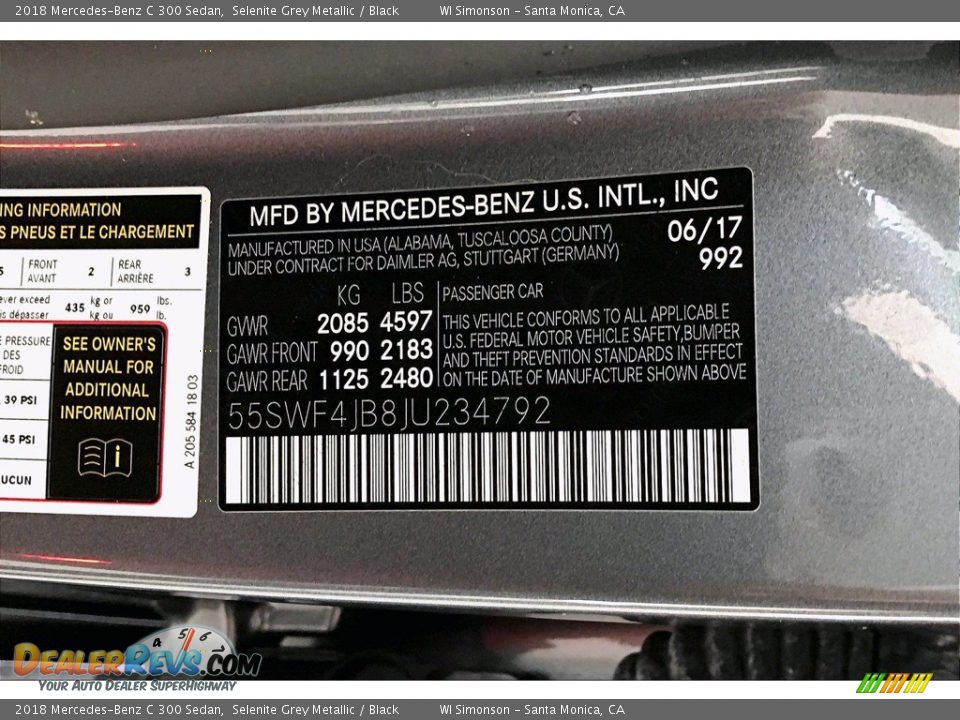 2018 Mercedes-Benz C 300 Sedan, Selenite Grey Metallic / Black WI Simonson - Santa Monica, CA
ING INFORMATION
S PNEUS ET LE CHARGEMENT
5 FRONT AVANT 2 REAR ARRIÈRE 3
ever exceed 435 kg or 959 lbs.
is dépasser kg ou lb.
E PRESSURE
DES
FROID
39 PSI
45 PSI
UCUN
SEE OWNER'S
MANUAL FOR
ADDITIONAL
INFORMATION
i
A 205 584 18 03
MFD BY MERCEDES-BENZ U.S. INTL., INC
MANUFACTURED IN USA (ALABAMA, TUSCALOOSA COUNTY) 06/17
UNDER CONTRACT FOR DAIMLER AG, STUTTGART (GERMANY) 992
KG LBS
GVWR 2085 4597
GAWR FRONT 990 2183
GAWR REAR 1125 2480
PASSENGER CAR
THIS VEHICLE CONFORMS TO ALL APPLICABLE
U.S. FEDERAL MOTOR VEHICLE SAFETY,BUMPER
AND THEFT PREVENTION STANDARDS IN EFFECT
ON THE DATE OF MANUFACTURE SHOWN ABOVE
55SWF4JB8JU234792
4 5 6
DEALERREVS.COM
YOUR AUTO DEALER SUPERHIGHWAY
2018 Mercedes-Benz C 300 Sedan, Selenite Grey Metallic / Black WI Simonson - Santa Monica, CA